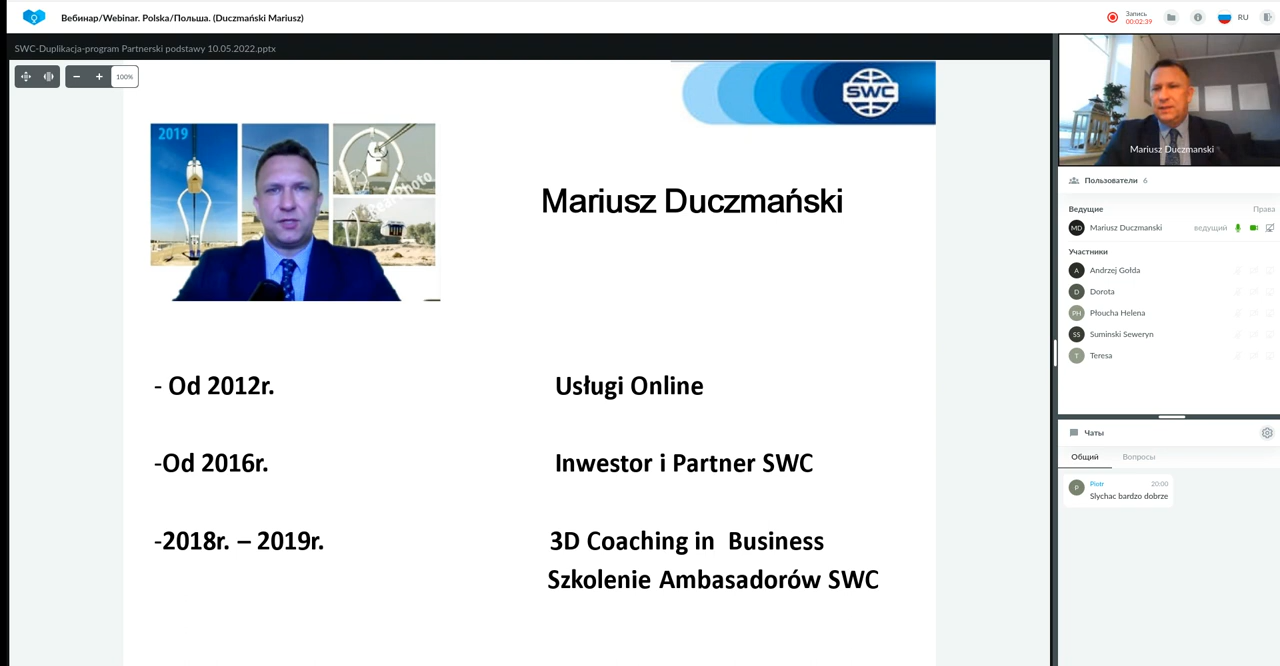 Вебинар/Webinar. Polska/Польша. (Duczmański Mariusz)
Запись
00:02:39
RU
SWC-Duplikacja-program Partnerski podstawy 10.05.2022.pptx
100%
SWC
2019
Real photo
Mariusz Duczmański
- Od 2012r. Usługi Online
-Od 2016r. Inwestor i Partner SWC
-2018r. – 2019r. 3D Coaching in Business
Szkolenie Ambasadorów SWC
Mariusz Duczmanski
Пользователи 6
Ведущие Права
MD Mariusz Duczmanski ведущий
Участники
A Andrzej Gołda
D Dorota
PH Płoucha Helena
SS Suminski Seweryn
T Teresa
Чаты
Общий Вопросы
P Piotr 20:00
Slychac bardzo dobrze